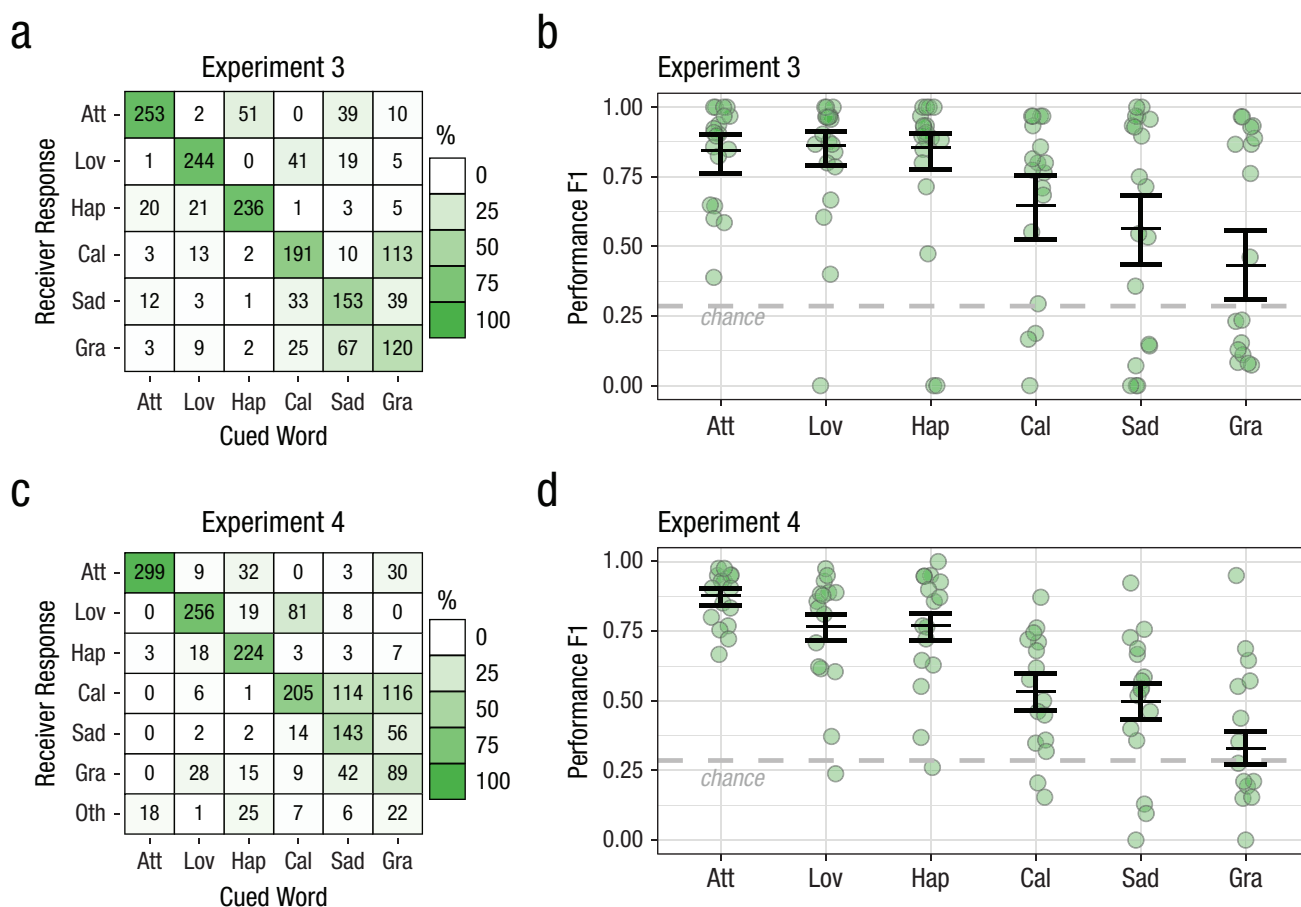 a
Experiment 3
Receiver Response
Att 253 2 51 0 39 10
Lov 1 244 0 41 19 5
Hap 20 21 236 1 3 5
Cal 3 13 2 191 10 113
Sad 12 3 1 33 153 39
Gra 3 9 2 25 67 120
Att Lov Hap Cal Sad Gra
Cued Word
%
0
25
50
75
100
b
Experiment 3
Performance F1
1.00
0.75
0.50
0.25
0.00
chance
Att Lov Hap Cal Sad Gra
c
Experiment 4
Receiver Response
Att 299 9 32 0 3 30
Lov 0 256 19 81 8 0
Hap 3 18 224 3 3 7
Cal 0 6 1 205 114 116
Sad 0 2 2 14 143 56
Gra 0 28 15 9 42 89
Oth 18 1 25 7 6 22
Att Lov Hap Cal Sad Gra
Cued Word
%
0
25
50
75
100
d
Experiment 4
Performance F1
1.00
0.75
0.50
0.25
0.00
chance
Att Lov Hap Cal Sad Gra